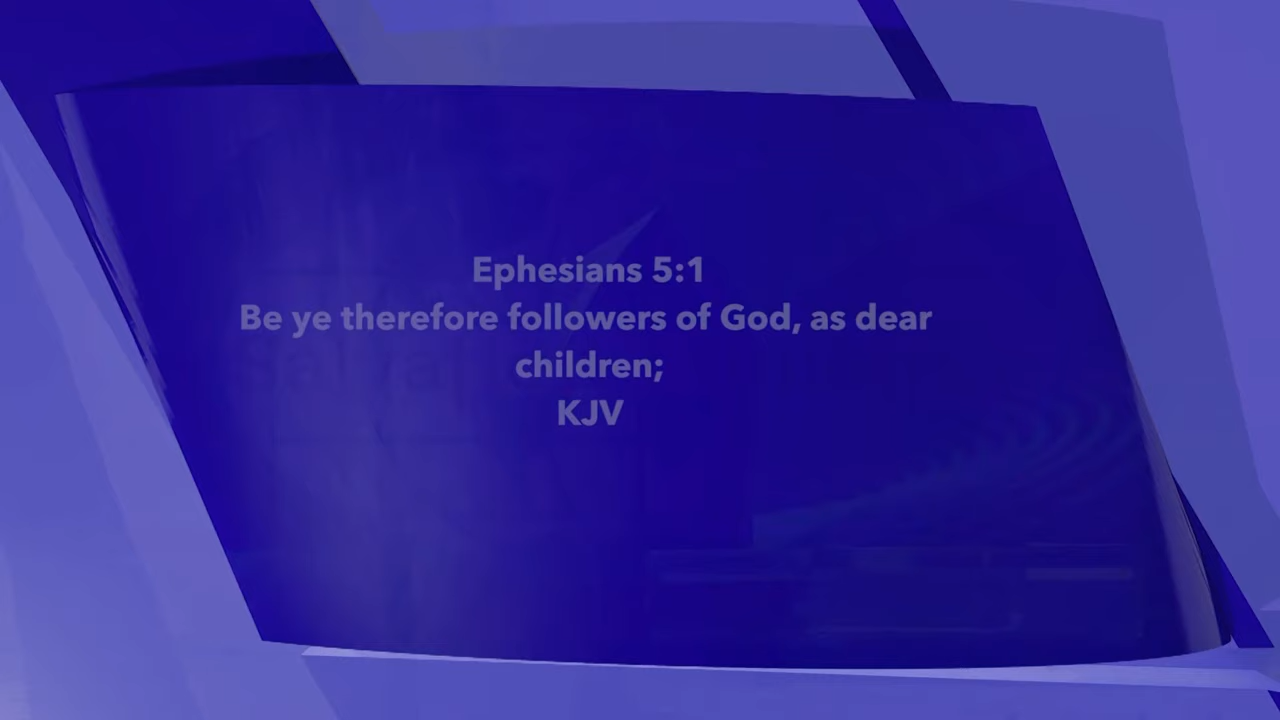 Ephesians 5:1
Be ye therefore followers of God, as dear
children;
KJV